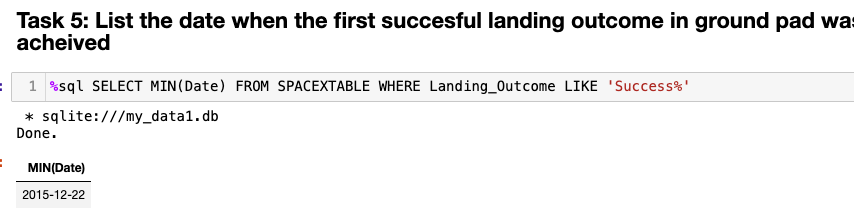 Task 5: List the date when the first succesful landing outcome in ground pad was
acheived
1 %sql SELECT MIN(Date) FROM SPACEXTABLE WHERE Landing_Outcome LIKE 'Success%'
* sqlite:///my_data1.db
Done.
MIN(Date)
2015-12-22